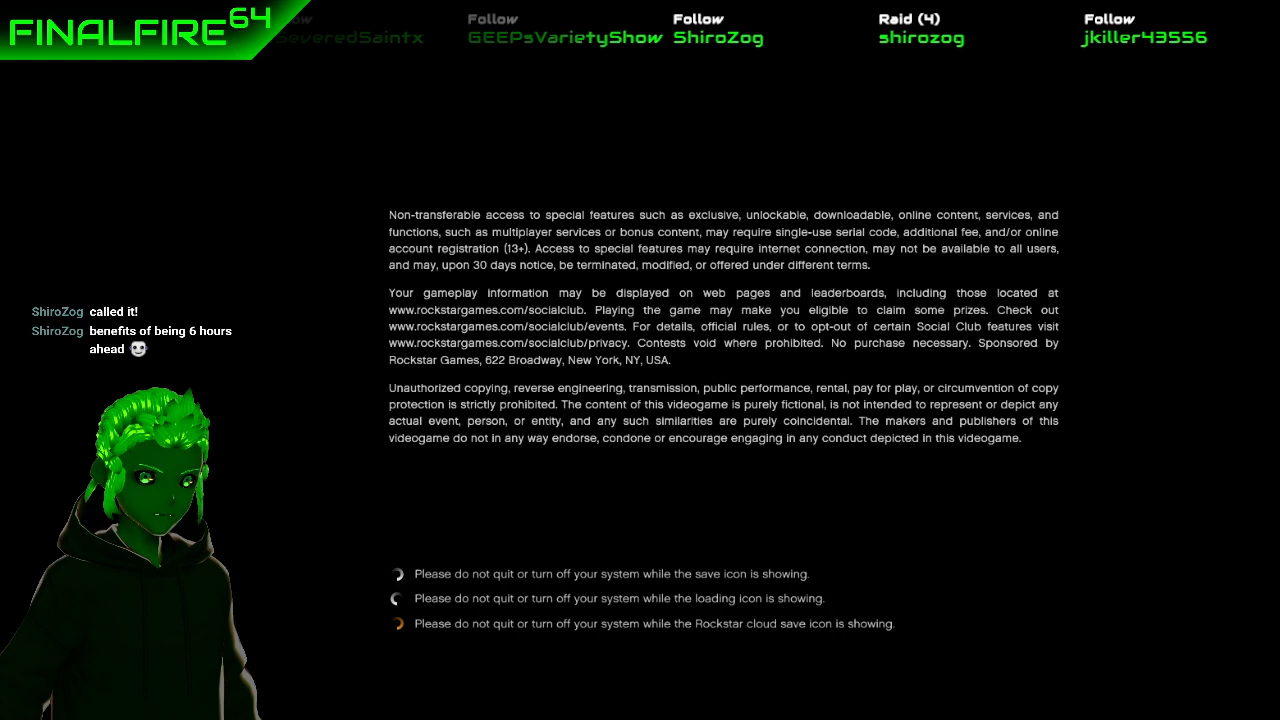 FINALFIRE64
Follow Follow Raid (4) Follow
SeveredSaintx GEEPsVarietyShow ShiroZog shirozog jkiller43556
Non-transferable access to special features such as exclusive, unlockable, downloadable, online content, services, and
functions, such as multiplayer services or bonus content, may require single-use serial code, additional fee, and/or online
account registration (13+). Access to special features may require internet connection, may not be available to all users,
and may, upon 30 days notice, be terminated, modified, or offered under different terms.
Your gameplay information may be displayed on web pages and leaderboards, including those located at
www.rockstargames.com/socialclub. Playing the game may make you eligible to claim some prizes. Check out
www.rockstargames.com/socialclub/events. For details, official rules, or to opt-out of certain Social Club features visit
www.rockstargames.com/socialclub/privacy. Contests void where prohibited. No purchase necessary. Sponsored by
Rockstar Games, 622 Broadway, New York, NY, USA.
Unauthorized copying, reverse engineering, transmission, public performance, rental, pay for play, or circumvention of copy
protection is strictly prohibited. The content of this videogame is purely fictional, is not intended to represent or depict any
actual event, person, or entity, and any such similarities are purely coincidental. The makers and publishers of this
videogame do not in any way endorse, condone or encourage engaging in any conduct depicted in this videogame.
ShiroZog called it!
ShiroZog benefits of being 6 hours
ahead
Please do not quit or turn off your system while the save icon is showing.
Please do not quit or turn off your system while the loading icon is showing.
Please do not quit or turn off your system while the Rockstar cloud save icon is showing.